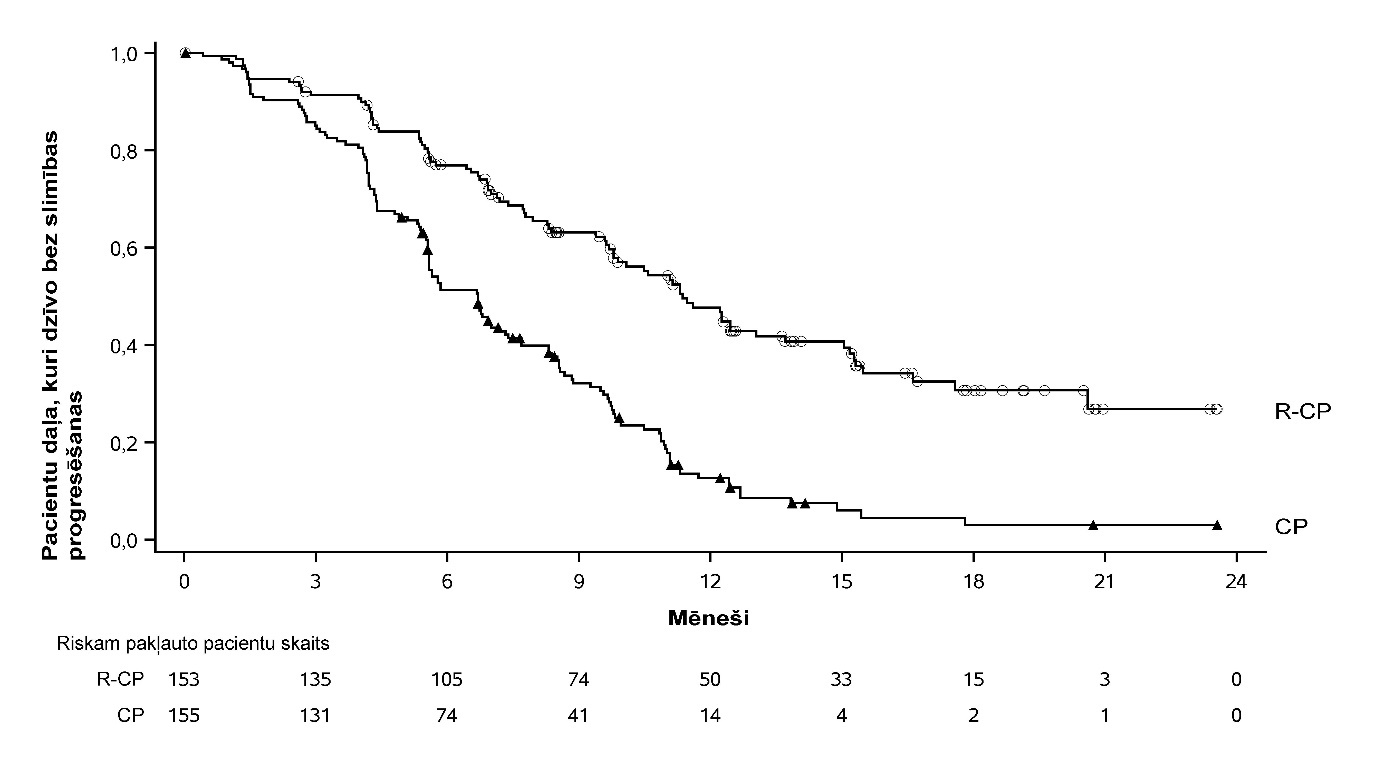 Pacientu daļa, kuri dzīvo bez slimības
progresēšanas
1,0
0,8
0,6
0,4
0,2
0,0
R-CP
CP
0 3 6 9 12 15 18 21 24
Mēneši
Riskam pakļauto pacientu skaits
R-CP 153 135 105 74 50 33 15 3 0
CP 155 131 74 41 14 4 2 1 0